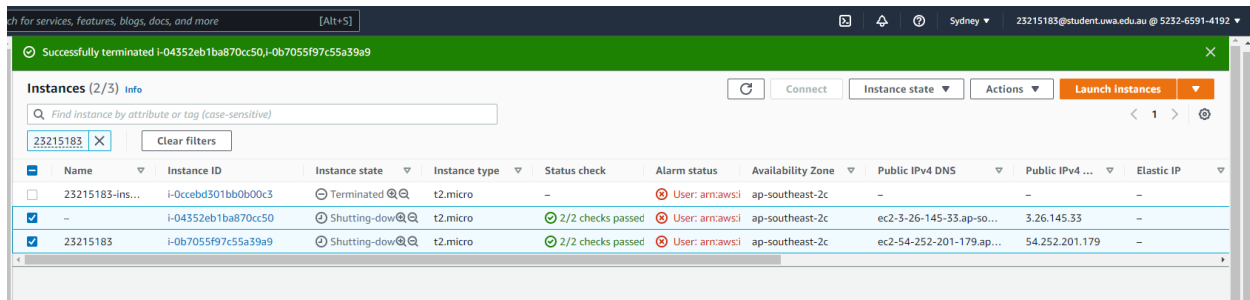 ch for services, features, blogs, docs, and more [Alt+S] Sydney ▼ 23215183@student.uwa.edu.au @ 5232-6591-4192 ▼
Successfully terminated i-04352eb1ba870cc50,i-0b7055f97c55a39a9
Instances (2/3) Info Connect Instance state ▼ Actions ▼ Launch instances ▼
Find instance by attribute or tag (case-sensitive) < 1 >
23215183 X Clear filters
Name Instance ID Instance state Instance type Status check Alarm status Availability Zone Public IPv4 DNS Public IPv4 ... Elastic IP
23215183-ins... i-0ccebd301bb0b00c3 Terminated t2.micro – User: arn:aws:i ap-southeast-2c – – –
– i-04352eb1ba870cc50 Shutting-dow t2.micro 2/2 checks passed User: arn:aws:i ap-southeast-2c ec2-3-26-145-33.ap-so... 3.26.145.33 –
23215183 i-0b7055f97c55a39a9 Shutting-dow t2.micro 2/2 checks passed User: arn:aws:i ap-southeast-2c ec2-54-252-201-179.ap... 54.252.201.179 –